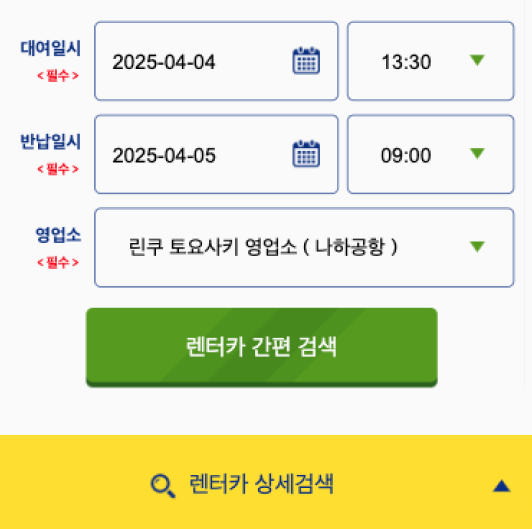 대여일시 2025-04-04 13:30
<필수>
반납일시 2025-04-05 09:00
<필수>
영업소 린쿠 토요사키 영업소 ( 나하공항 )
<필수>
렌터카 간편 검색
렌터카 상세검색